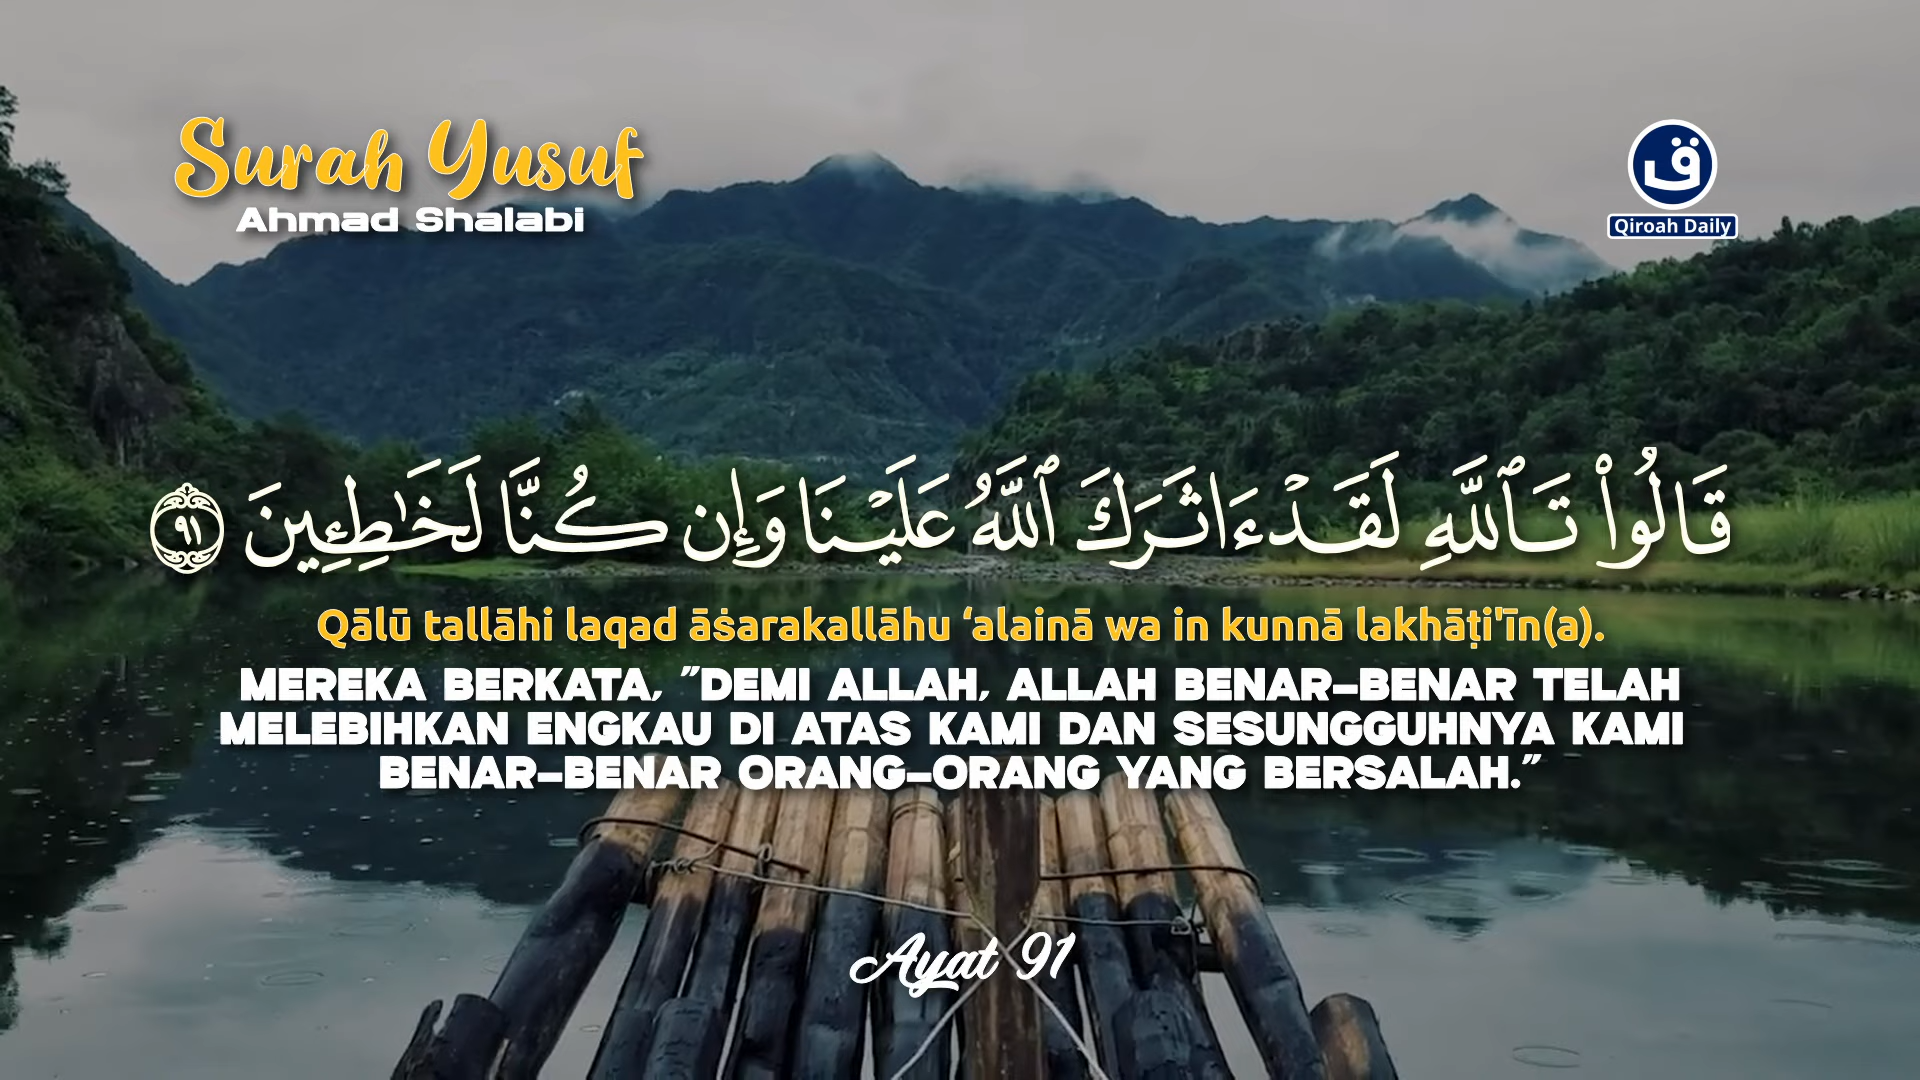 Surah Yusuf
Ahmad Shalabi
ق
Qiroah Daily
قَالُوا۟ تَٱللَّهِ لَقَدْ ءَاثَرَكَ ٱللَّهُ عَلَيْنَا وَإِن كُنَّا لَخَـٰطِـِٔينَ ٩١
Qālū tallāhi laqad āṡarakallāhu ‘alainā wa in kunnā lakhāṭi'īn(a).
MEREKA BERKATA, "DEMI ALLAH, ALLAH BENAR-BENAR TELAH
MELEBIHKAN ENGKAU DI ATAS KAMI DAN SESUNGGUHNYA KAMI
BENAR-BENAR ORANG-ORANG YANG BERSALAH."
Ayat 91